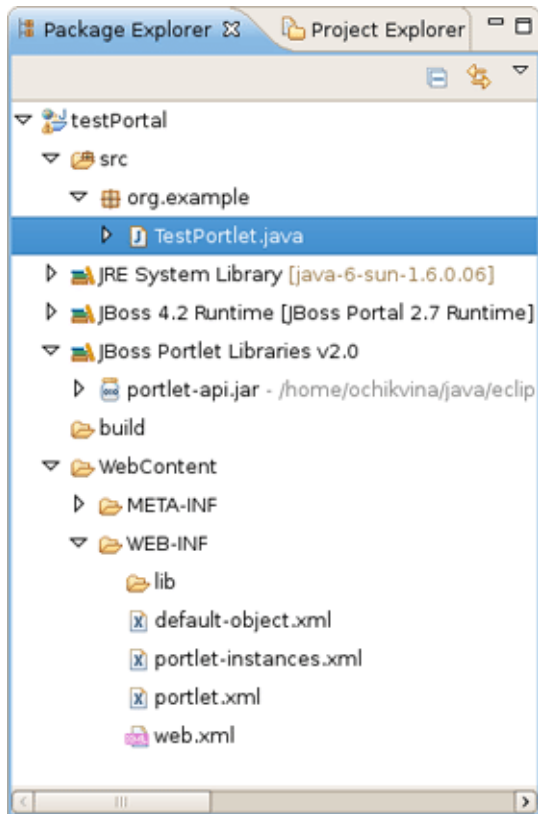 Package Explorer Project Explorer
testPortal
src
org.example
TestPortlet.java
JRE System Library [java-6-sun-1.6.0.06]
JBoss 4.2 Runtime [JBoss Portal 2.7 Runtime]
JBoss Portlet Libraries v2.0
portlet-api.jar - /home/ochikvina/java/eclip
build
WebContent
META-INF
WEB-INF
lib
default-object.xml
portlet-instances.xml
portlet.xml
web.xml